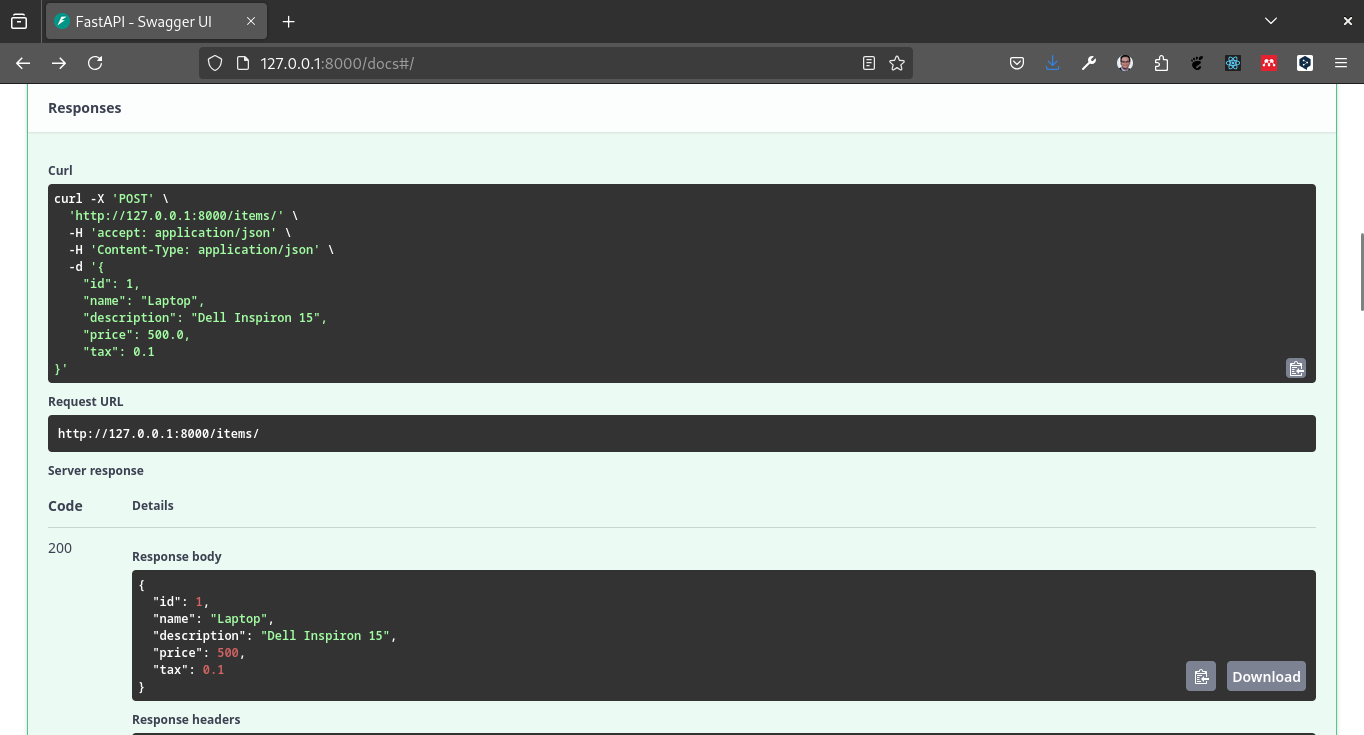 FastAPI - Swagger UI
127.0.0.1:8000/docs#/
Responses
Curl
curl -X 'POST' \
  'http://127.0.0.1:8000/items/' \
  -H 'accept: application/json' \
  -H 'Content-Type: application/json' \
  -d '{
    "id": 1,
    "name": "Laptop",
    "description": "Dell Inspiron 15",
    "price": 500.0,
    "tax": 0.1
}'
Request URL
http://127.0.0.1:8000/items/
Server response
Code Details
200
Response body
{
  "id": 1,
  "name": "Laptop",
  "description": "Dell Inspiron 15",
  "price": 500,
  "tax": 0.1
}
Download
Response headers